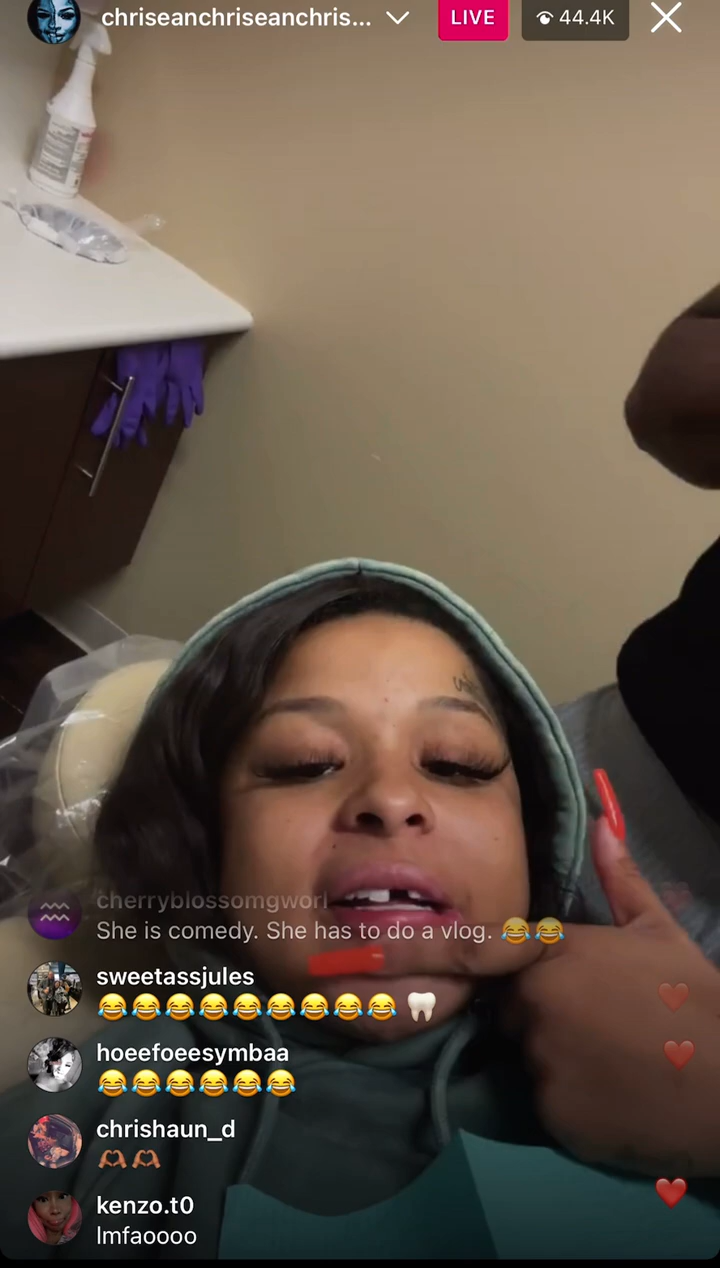 chriseanchriseanchris...
LIVE
44.4K
cherryblossomgworl
She is comedy. She has to do a vlog. 😂😂
sweetassjules
😂😂😂😂😂😂😂😂😂 🦷
hoeefoeesymbaa
😂😂😂😂😂😂
chrishaun_d
🫶🏾🫶🏾
kenzo.t0
lmfaoooo